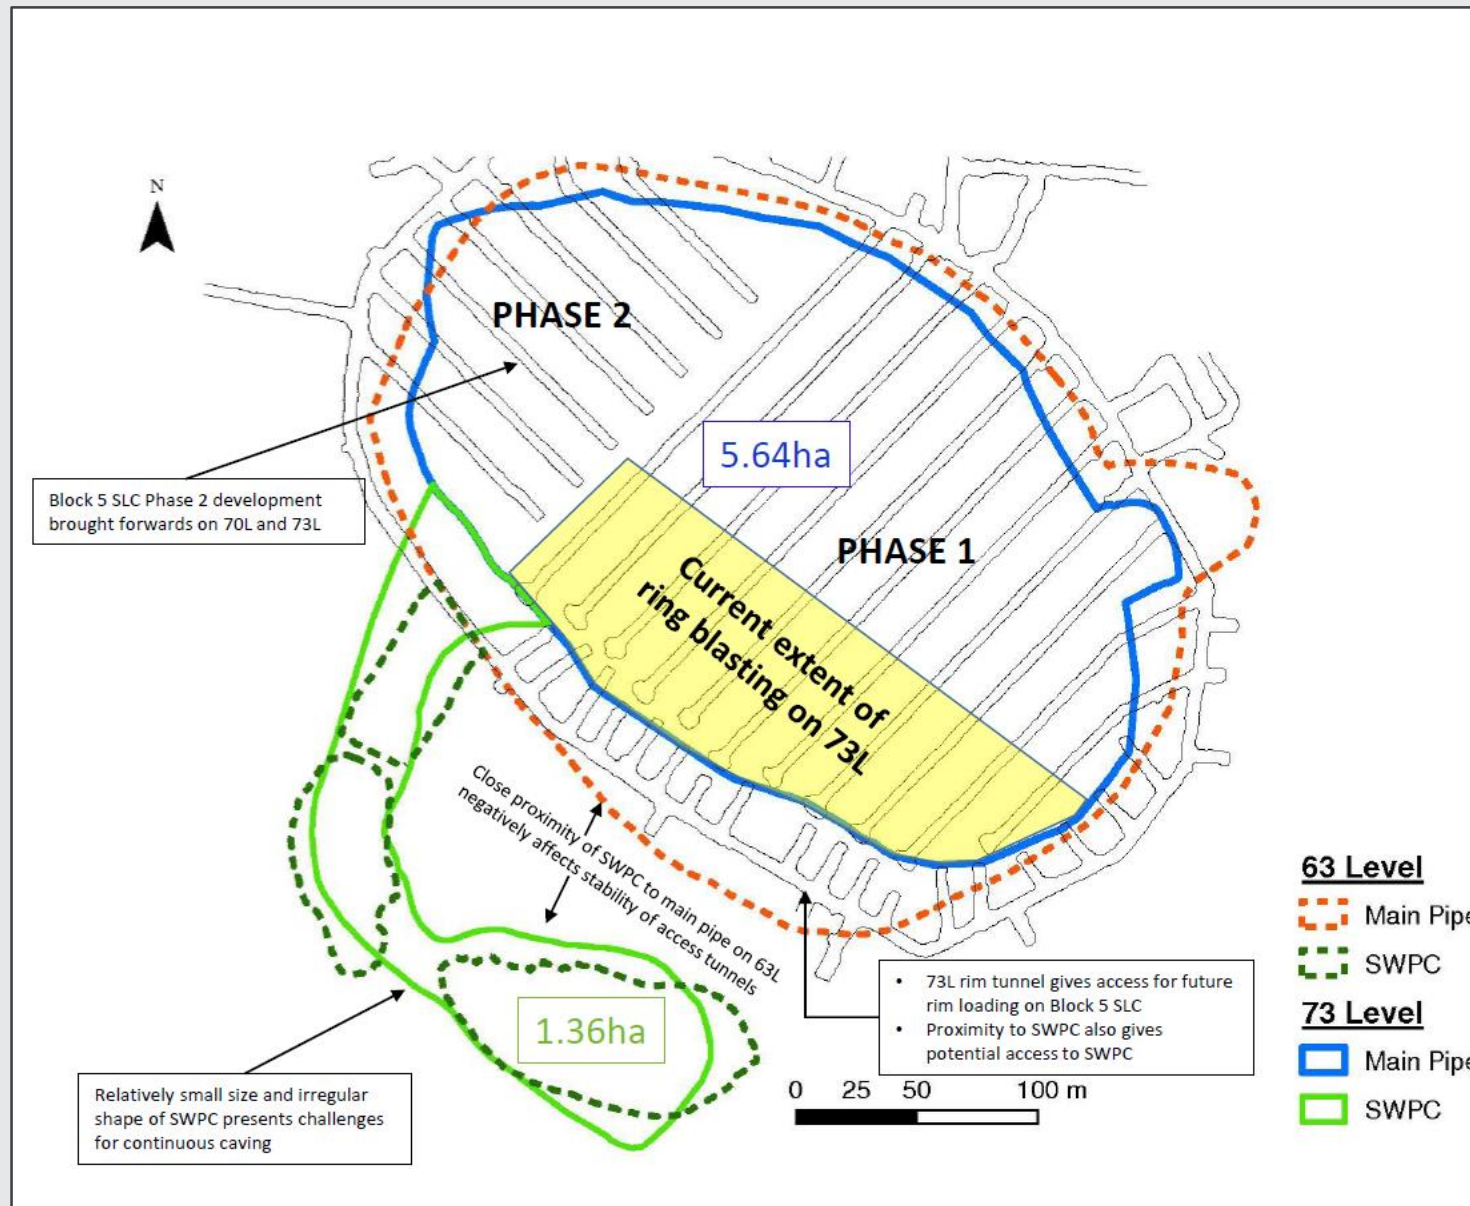 N
PHASE 2
5.64ha
PHASE 1
Block 5 SLC Phase 2 development
brought forwards on 70L and 73L
Current extent of
ring blasting on 73L
Close proximity of SWPC to main pipe on 63L
negatively affects stability of access tunnels
1.36ha
• 73L rim tunnel gives access for future
rim loading on Block 5 SLC
• Proximity to SWPC also gives
potential access to SWPC
Relatively small size and irregular
shape of SWPC presents challenges
for continuous caving
0 25 50 100 m
63 Level
Main Pipe
SWPC
73 Level
Main Pipe
SWPC